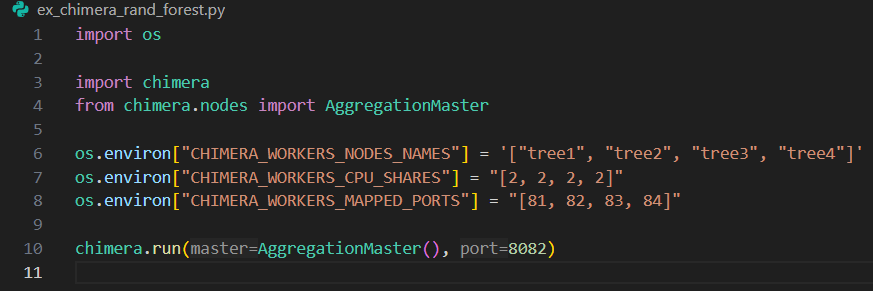 ex_chimera_rand_forest.py
1 import os
2
3 import chimera
4 from chimera.nodes import AggregationMaster
5
6 os.environ["CHIMERA_WORKERS_NODES_NAMES"] = '["tree1", "tree2", "tree3", "tree4"]'
7 os.environ["CHIMERA_WORKERS_CPU_SHARES"] = "[2, 2, 2, 2]"
8 os.environ["CHIMERA_WORKERS_MAPPED_PORTS"] = "[81, 82, 83, 84]"
9
10 chimera.run(master=AggregationMaster(), port=8082)
11